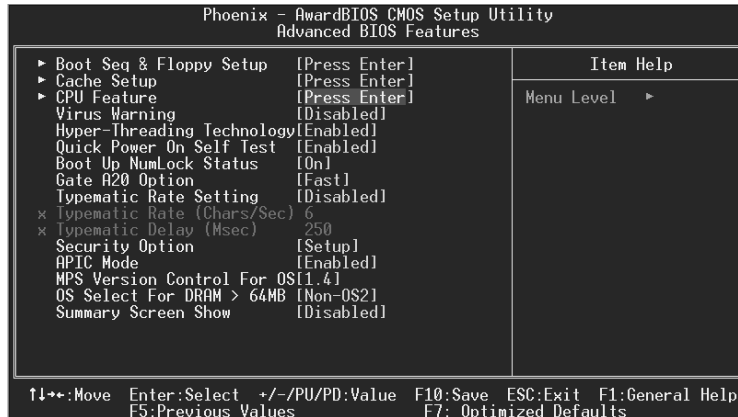 Phoenix - AwardBIOS CMOS Setup Utility
Advanced BIOS Features
► Boot Seq & Floppy Setup [Press Enter]
► Cache Setup [Press Enter]
► CPU Feature [Press Enter]
Virus Warning [Disabled]
Hyper-Threading Technology[Enabled]
Quick Power On Self Test [Enabled]
Boot Up NumLock Status [On]
Gate A20 Option [Fast]
Typematic Rate Setting [Disabled]
x Typematic Rate (Chars/Sec) 6
x Typematic Delay (Msec) 250
Security Option [Setup]
APIC Mode [Enabled]
MPS Version Control For OS[1.4]
OS Select For DRAM > 64MB [Non-OS2]
Summary Screen Show [Disabled]
Item Help
Menu Level ►
↑↓→←:Move Enter:Select +/-/PU/PD:Value F10:Save ESC:Exit F1:General Help
F5:Previous Values F7: Optimized Defaults